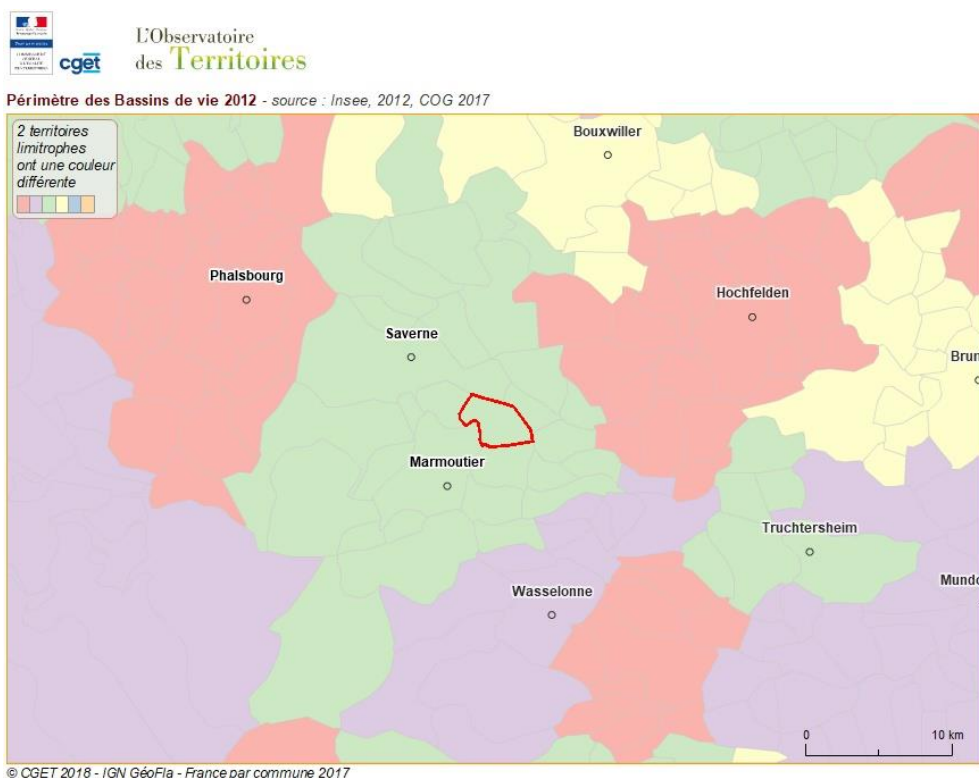 cget
L'Observatoire
des Territoires
Périmètre des Bassins de vie 2012 - source : Insee, 2012, COG 2017
2 territoires
limitrophes
ont une couleur
différente
Bouxwiller
Phalsbourg
Hochfelden
Saverne
Brun
Marmoutier
Truchtersheim
Mundo
Wasselonne
0 10 km
© CGET 2018 - IGN GéoFla - France par commune 2017